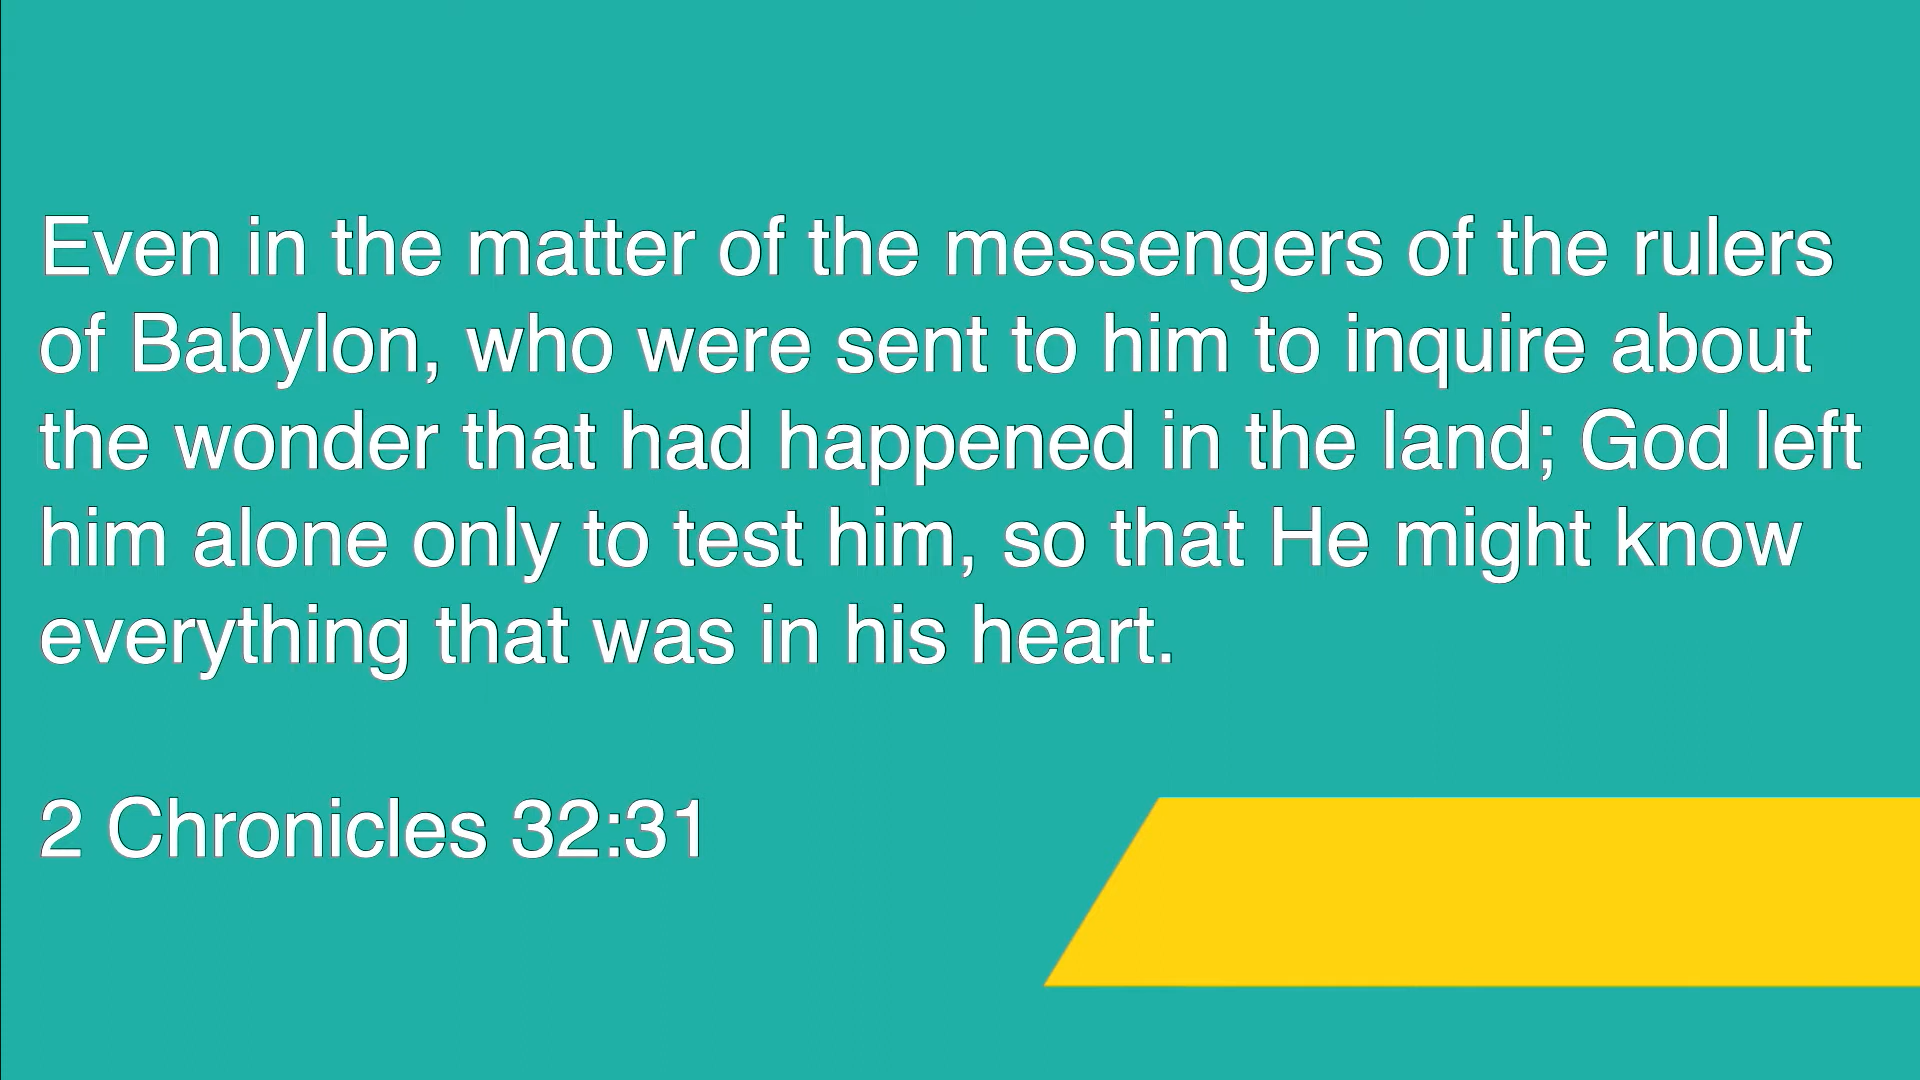 Even in the matter of the messengers of the rulers
of Babylon, who were sent to him to inquire about
the wonder that had happened in the land; God left
him alone only to test him, so that He might know
everything that was in his heart.
2 Chronicles 32:31